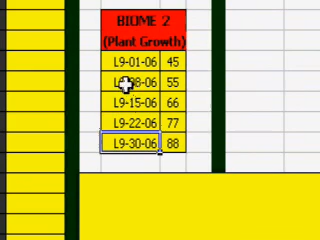 BIOME 2
(Plant Growth)
L9-01-06 45
55
L9-15-06 66
L9-22-06 77
L9-30-06 88